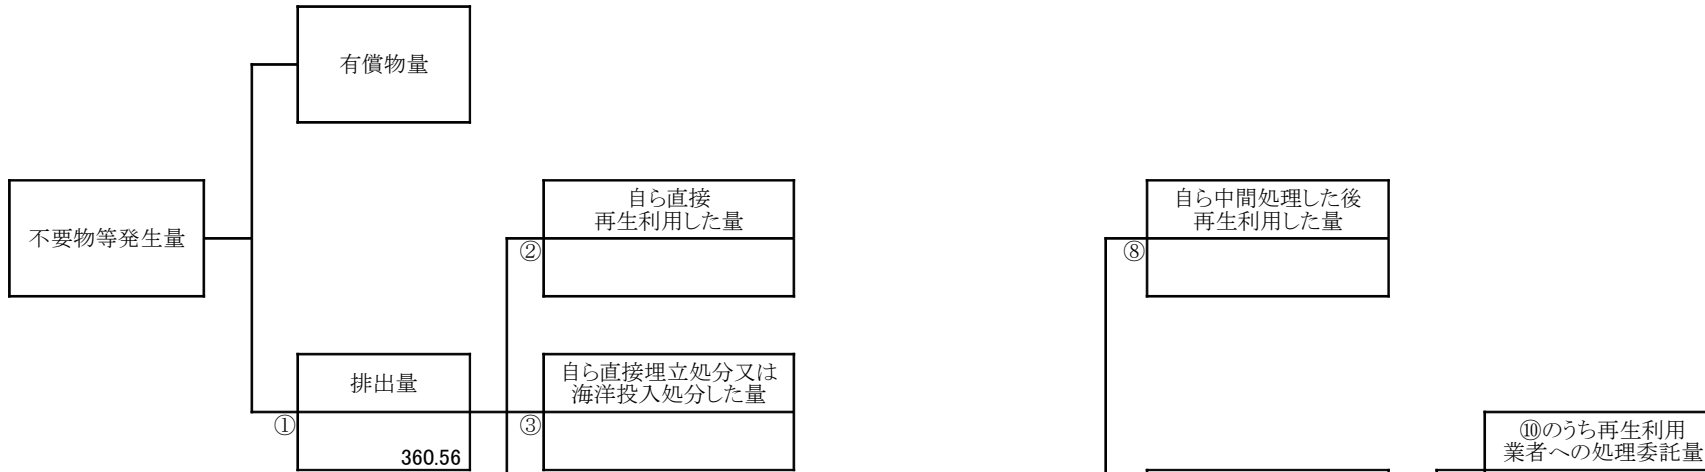 有償物量
不要物等発生量
自ら直接
再生利用した量
②
自ら中間処理した後
再生利用した量
⑧
排出量
①
360.56
自ら直接埋立処分又は
海洋投入処分した量
③
⑩のうち再生利用
業者への処理委託量